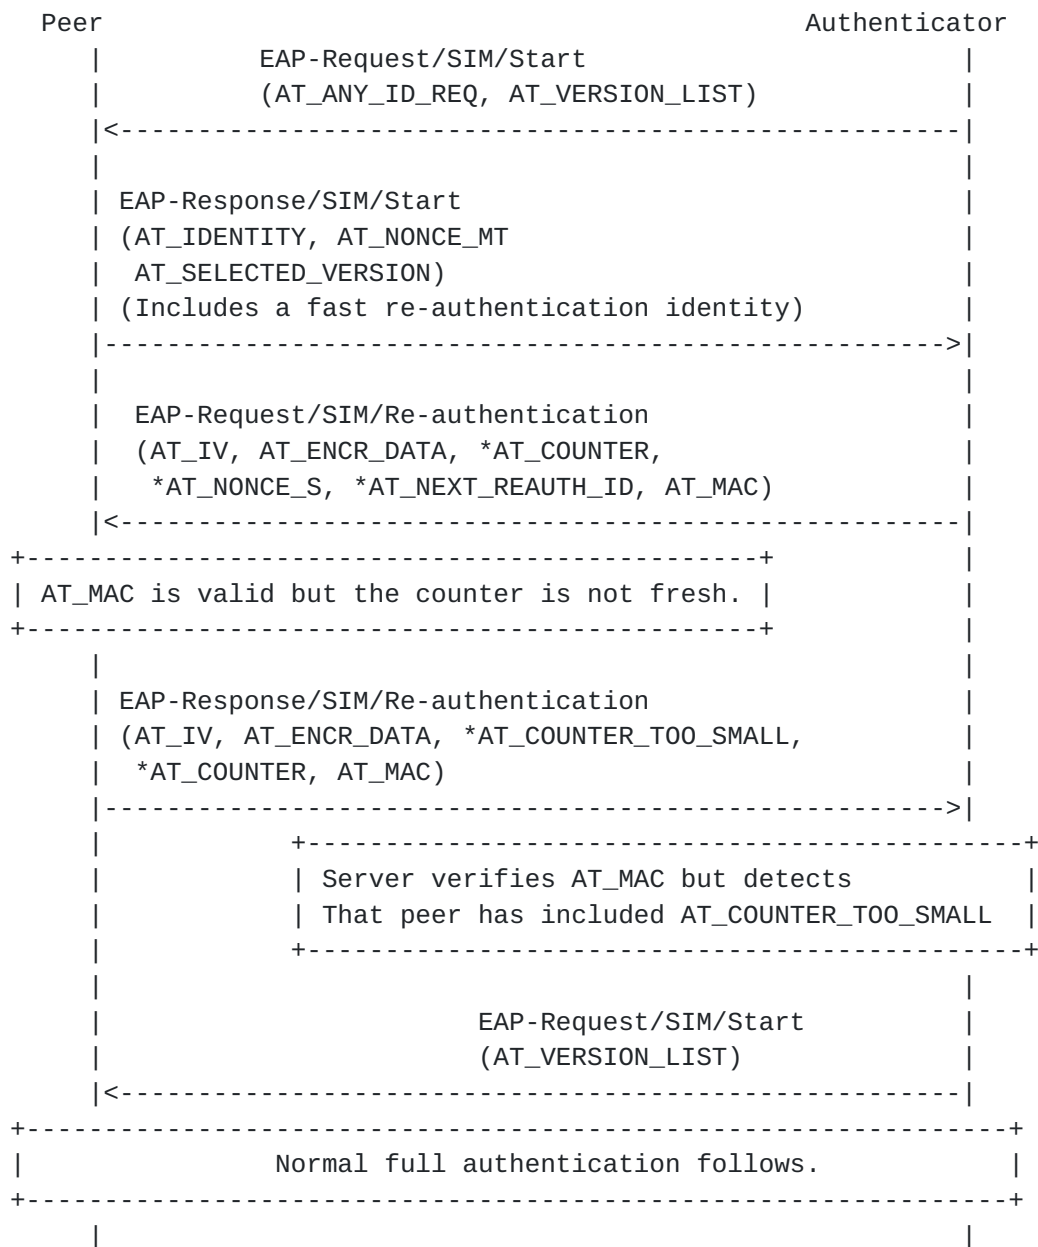 Peer Authenticator
EAP-Request/SIM/Start
(AT_ANY_ID_REQ, AT_VERSION_LIST)
EAP-Response/SIM/Start
(AT_IDENTITY, AT_NONCE_MT
AT_SELECTED_VERSION)
(Includes a fast re-authentication identity)
EAP-Request/SIM/Re-authentication
(AT_IV, AT_ENCR_DATA, *AT_COUNTER,
*AT_NONCE_S, *AT_NEXT_REAUTH_ID, AT_MAC)
AT_MAC is valid but the counter is not fresh.
EAP-Response/SIM/Re-authentication
(AT_IV, AT_ENCR_DATA, *AT_COUNTER_TOO_SMALL,
*AT_COUNTER, AT_MAC)
Server verifies AT_MAC but detects
That peer has included AT_COUNTER_TOO_SMALL
EAP-Request/SIM/Start
(AT_VERSION_LIST)
Normal full authentication follows.